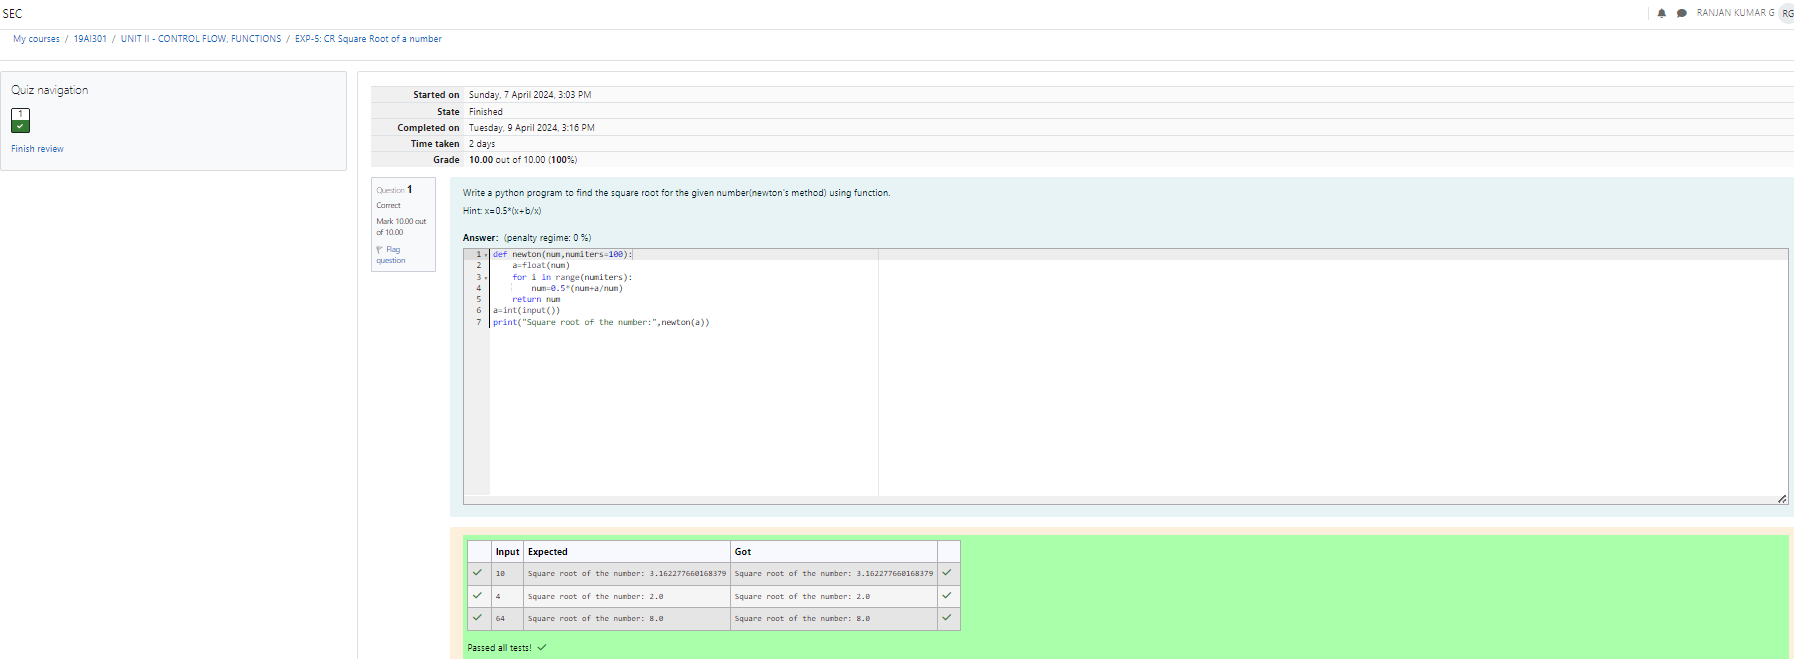 SEC
RANJAN KUMAR G RG
My courses / 19AI301 / UNIT II - CONTROL FLOW, FUNCTIONS / EXP-5: CR Square Root of a number
Quiz navigation
1
Finish review
Started on Sunday, 7 April 2024, 3:03 PM
State Finished
Completed on Tuesday, 9 April 2024, 3:16 PM
Time taken 2 days
Grade 10.00 out of 10.00 (100%)
Question 1
Correct
Mark 10.00 out
of 10.00
Flag
question
Write a python program to find the square root for the given number(newton's method) using function.
Hint: x=0.5*(x+b/x)
Answer: (penalty regime: 0 %)
1 def newton(num,numiters=100):
2 a=float(num)
3 for i in range(numiters):
4 num=0.5*(num+a/num)
5 return num
6 a=int(input())
7 print("Square root of the number:",newton(a))
Input Expected Got
10 Square root of the number: 3.162277660168379 Square root of the number: 3.162277660168379
4 Square root of the number: 2.0 Square root of the number: 2.0
64 Square root of the number: 8.0 Square root of the number: 8.0
Passed all tests!